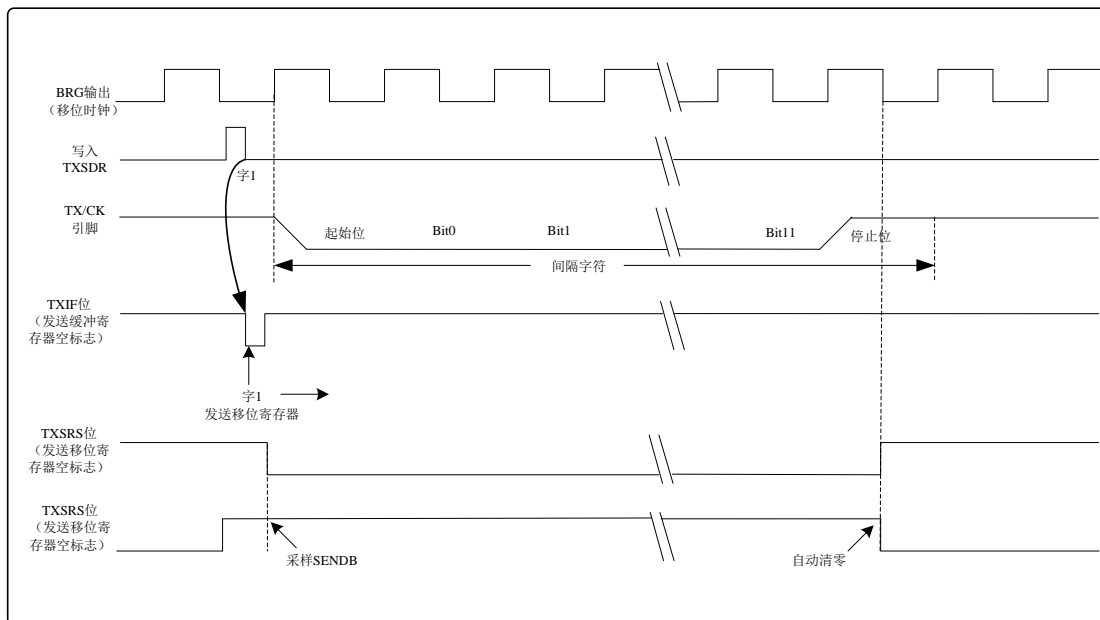 BRG输出
（移位时钟）
写入
TXSDR
字1
TX/CK
引脚
起始位
Bit0
Bit1
Bit11
停止位
间隔字符
TXIF位
（发送缓冲寄
存器空标志）
字1
发送移位寄存器
TXSRS位
（发送移位寄
存器空标志）
TXSRS位
（发送移位寄
存器空标志）
采样SENDB
自动清零